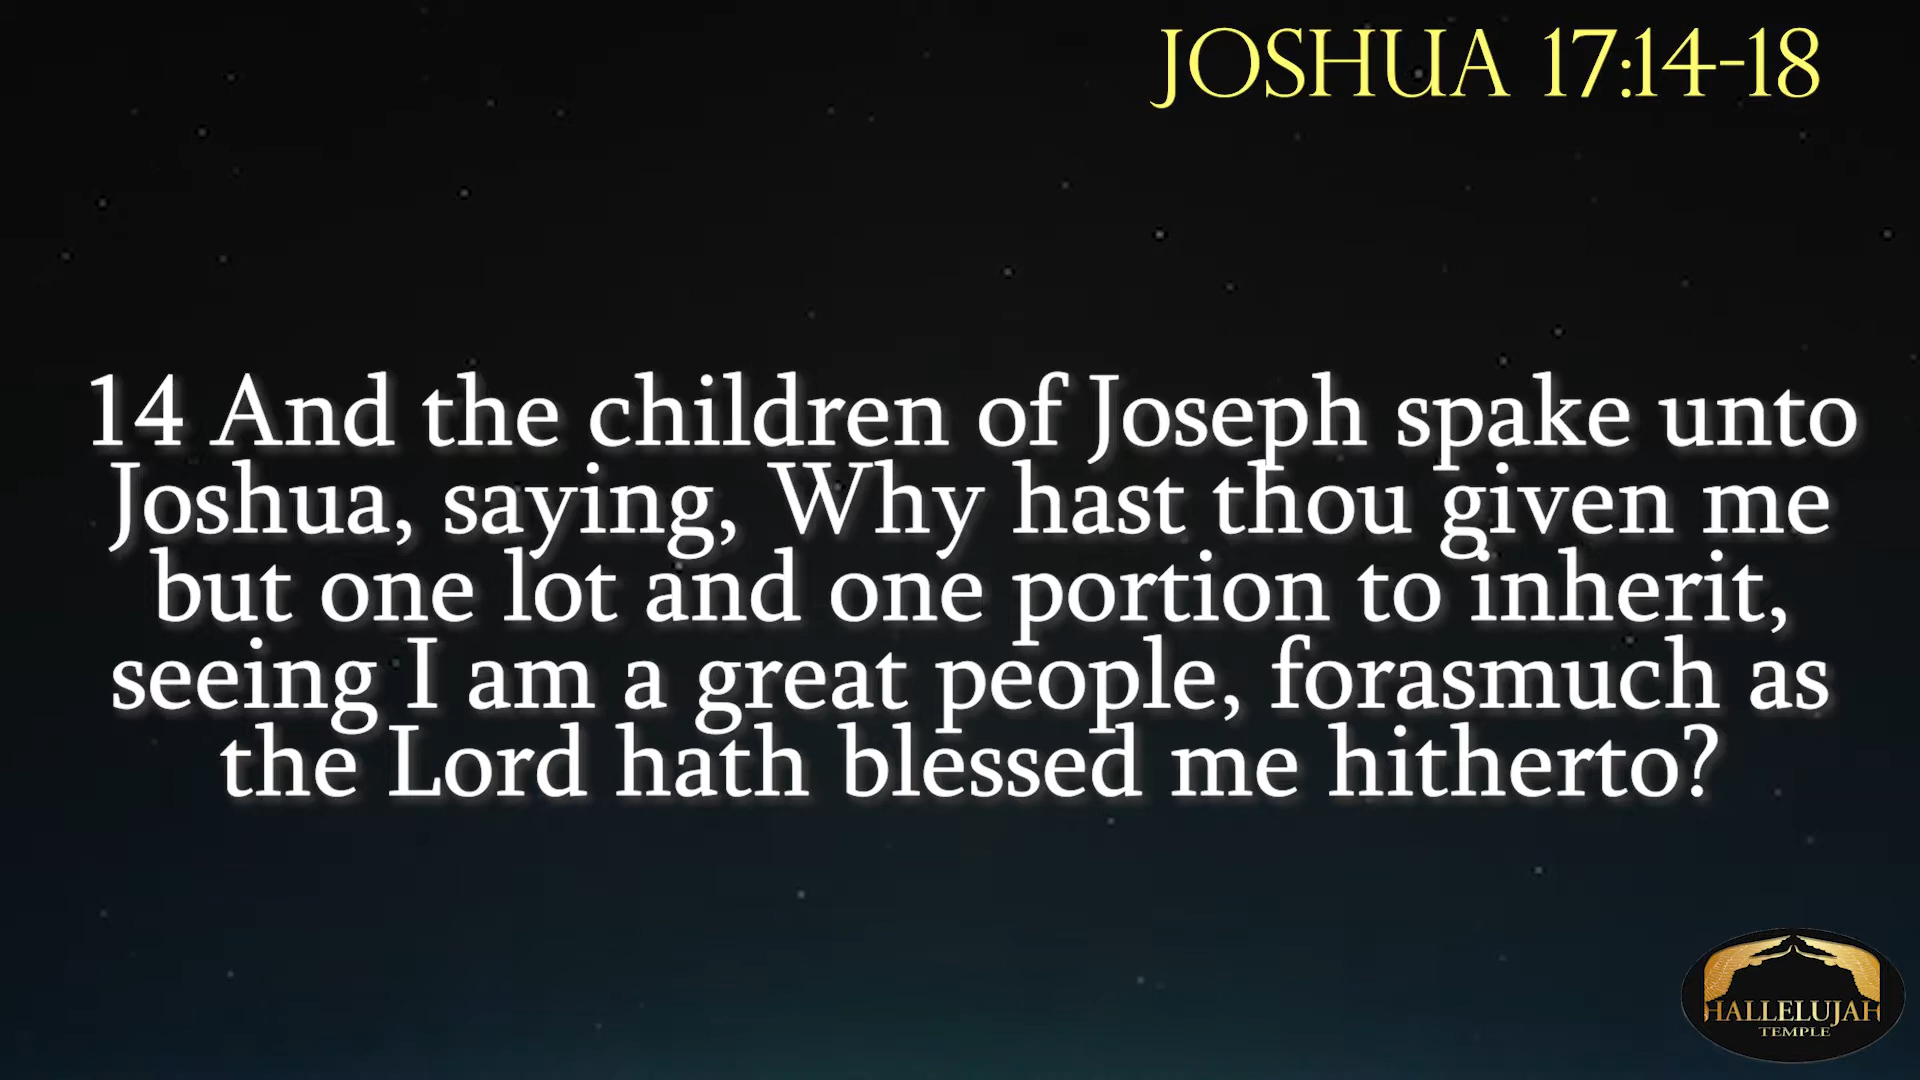 JOSHUA 17:14-18
14 And the children of Joseph spake unto
Joshua, saying, Why hast thou given me
but one lot and one portion to inherit,
seeing I am a great people, forasmuch as
the Lord hath blessed me hitherto?
HALLELUJAH
TEMPLE